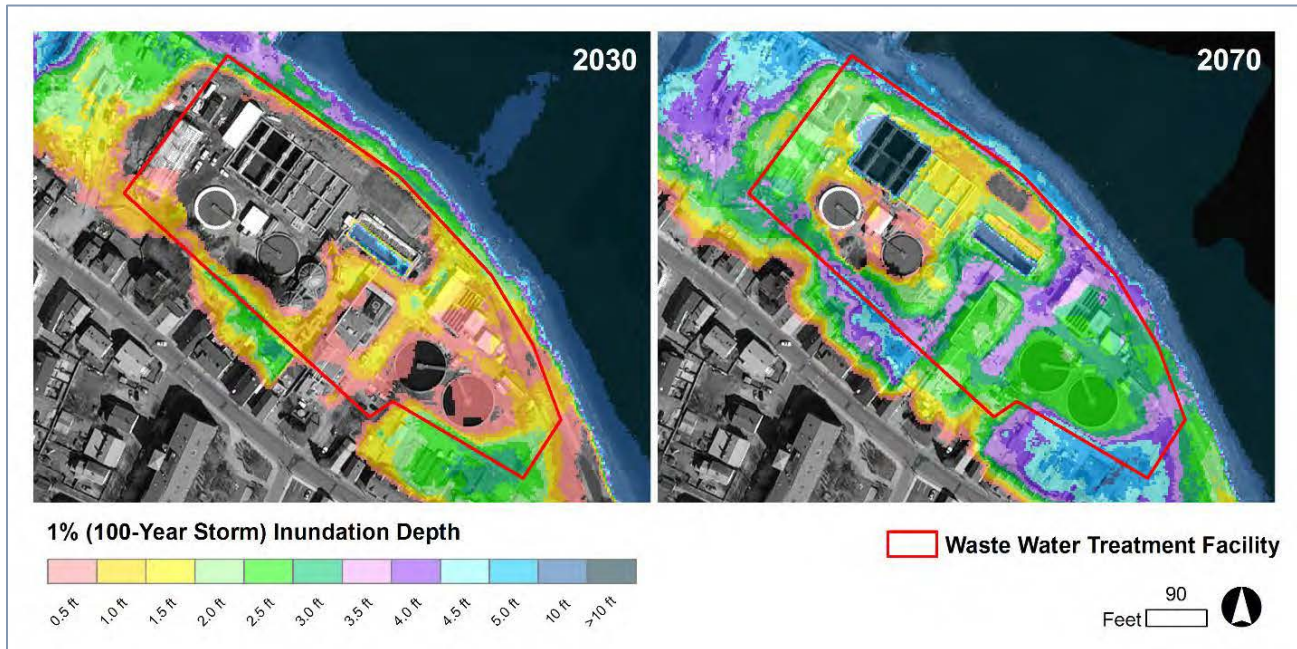 2030
2070
1% (100-Year Storm) Inundation Depth
0.5 ft 1.0 ft 1.5 ft 2.0 ft 2.5 ft 3.0 ft 3.5 ft 4.0 ft 4.5 ft 5.0 ft 10 ft >10 ft
Waste Water Treatment Facility
90
Feet